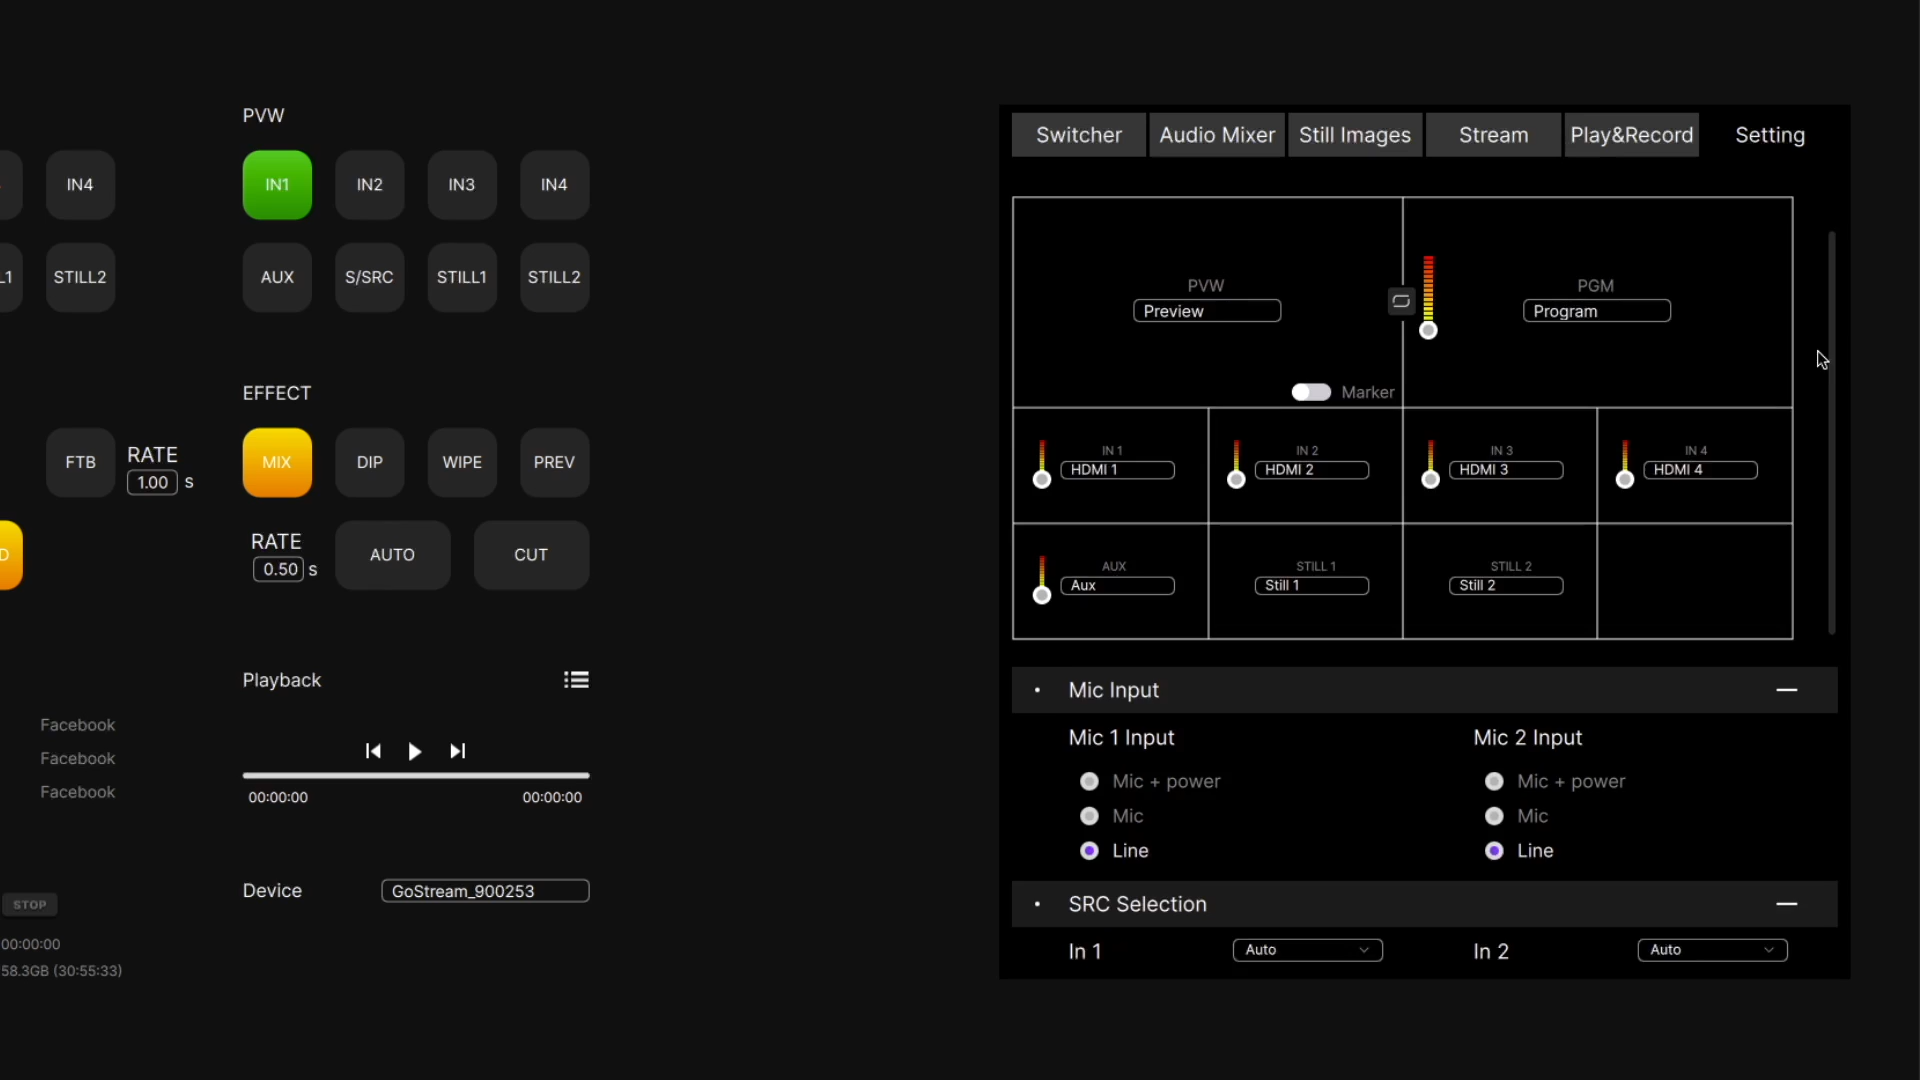 PVW
IN4
IN1
IN2
IN3
IN4
L1
STILL2
AUX
S/SRC
STILL1
STILL2
EFFECT
FTB
RATE
1.00 s
MIX
DIP
WIPE
PREV
D
RATE
0.50 s
AUTO
CUT
Playback
Facebook
Facebook
Facebook
00:00:00
00:00:00
Device
GoStream_900253
STOP
00:00:00
58.3GB (30:55:33)
Switcher
Audio Mixer
Still Images
Stream
Play&Record
Setting
PVW
Preview
PGM
Program
Marker
IN 1
HDMI 1
IN 2
HDMI 2
IN 3
HDMI 3
IN 4
HDMI 4
AUX
Aux
STILL 1
Still 1
STILL 2
Still 2
Mic Input
Mic 1 Input
Mic + power
Mic
Line
Mic 2 Input
Mic + power
Mic
Line
SRC Selection
In 1
Auto
In 2
Auto